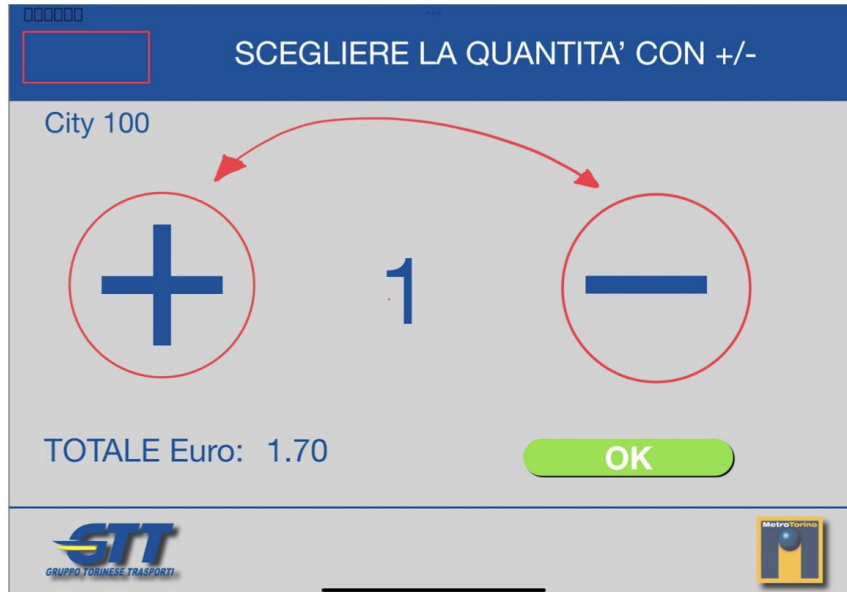 SCEGLIERE LA QUANTITA’ CON +/-
City 100
+ 1 −
TOTALE Euro: 1.70
OK
GTT
GRUPPO TORINESE TRASPORTI
MetroTorino